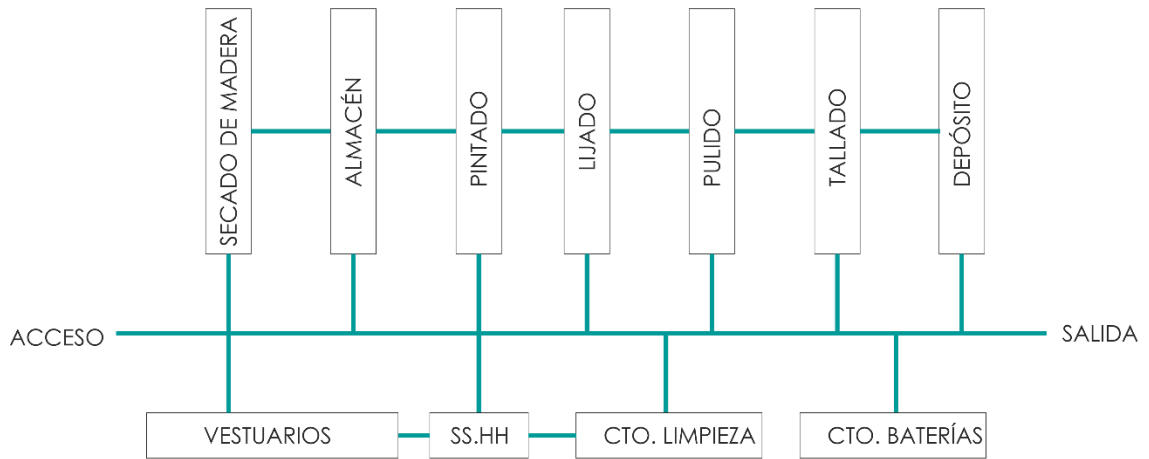 SECADO DE MADERA
ALMACÉN
PINTADO
LIJADO
PULIDO
TALLADO
DEPÓSITO
ACCESO
SALIDA
VESTUARIOS
SS.HH
CTO. LIMPIEZA
CTO. BATERÍAS